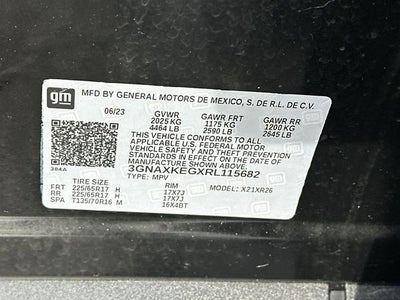 gm
MFD BY GENERAL MOTORS DE MEXICO, S. DE R.L. DE C.V.
06/23 GVWR GAWR FRT GAWR RR
2025 KG 1175 KG 1200 KG
4464 LB 2590 LB 2645 LB
THIS VEHICLE CONFORMS TO ALL
APPLICABLE U.S. FEDERAL MOTOR
VEHICLE SAFETY AND THEFT PREVENTION
STANDARDS IN EFFECT ON THE DATE OF
MANUFACTURE SHOWN ABOVE.
384A 3GNAXKEGXRL115682
TYPE: MPV MODEL: X21XR26
TIRE SIZE RIM
FRT 225/65R17 H 17X7J
RR 225/65R17 H 17X7J
SPA T135/70R16 M 16X4BT